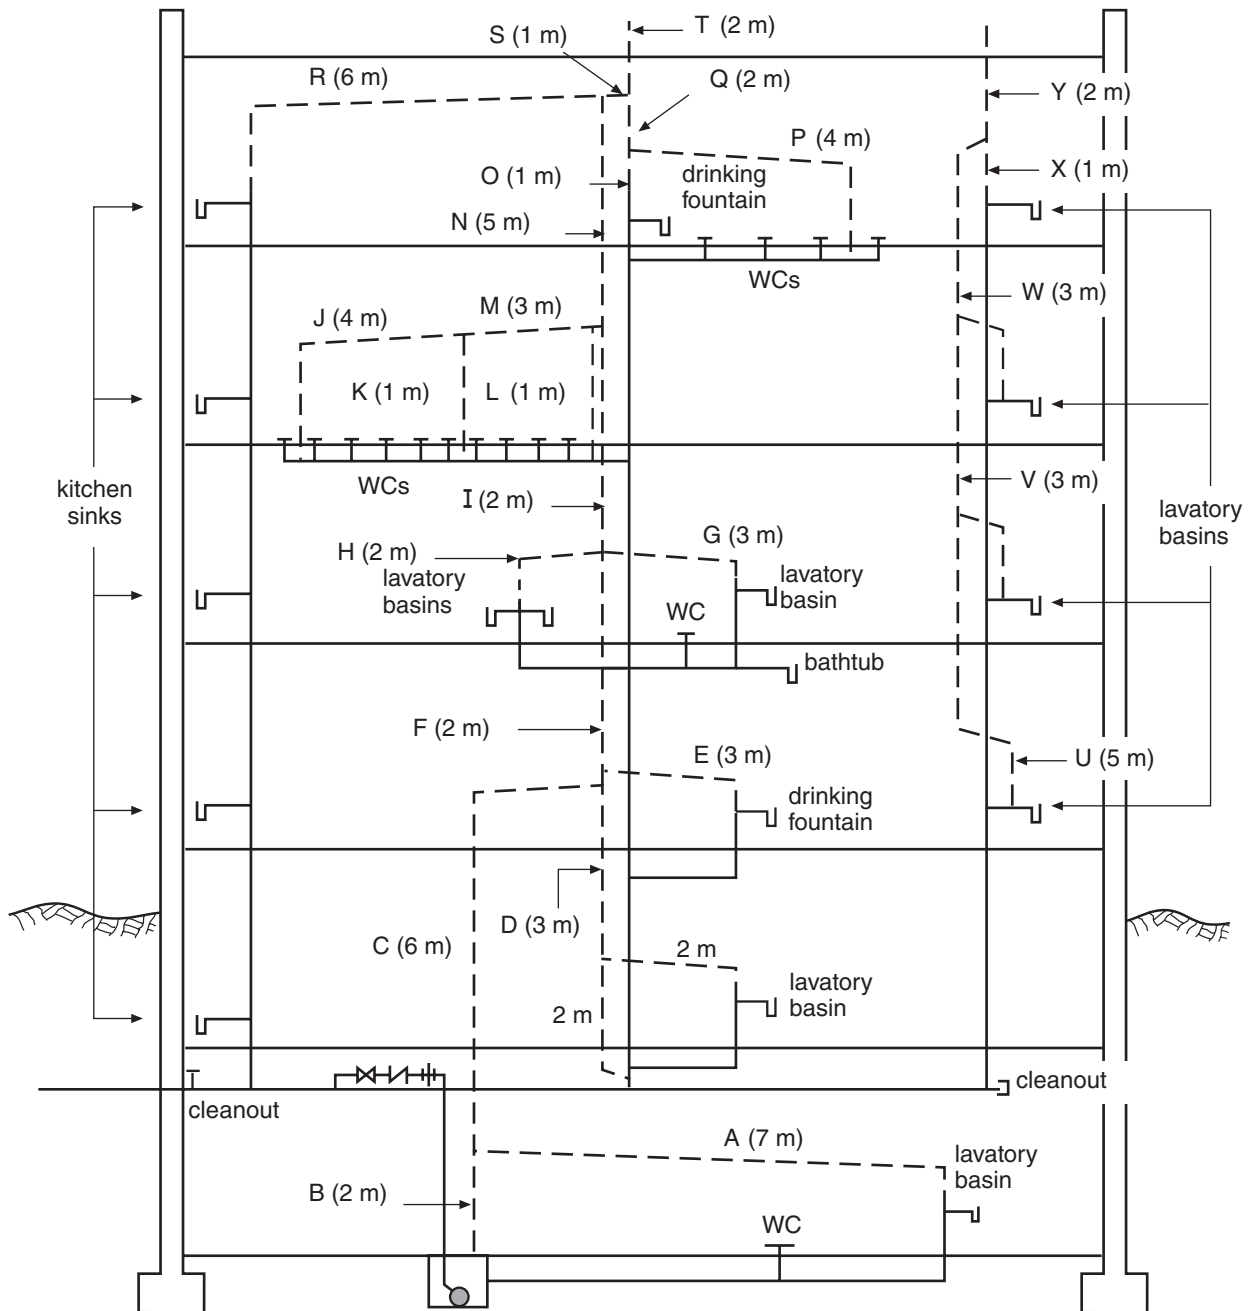 T (2 m)
S (1 m)
R (6 m)
Q (2 m)
Y (2 m)
P (4 m)
O (1 m)
drinking
fountain
X (1 m)
N (5 m)
WCs
W (3 m)
M (3 m)
J (4 m)
K (1 m)
L (1 m)
kitchen
sinks
WCs
I (2 m)
V (3 m)
lavatory
basins
G (3 m)
H (2 m)
lavatory
basins
lavatory
basin
WC
bathtub
F (2 m)
E (3 m)
U (5 m)
drinking
fountain
D (3 m)
C (6 m)
2 m
lavatory
basin
2 m
cleanout
cleanout
A (7 m)
lavatory
basin
B (2 m)
WC